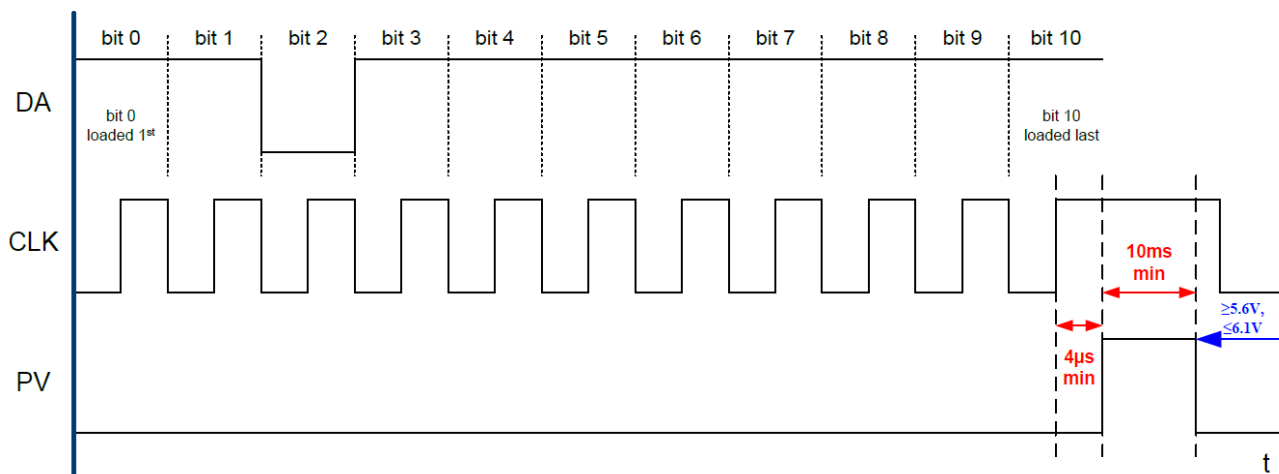 bit 0 bit 1 bit 2 bit 3 bit 4 bit 5 bit 6 bit 7 bit 8 bit 9 bit 10
DA
bit 0
loaded 1st
bit 10
loaded last
CLK
10ms
min
≥5.6V,
≤6.1V
4µs
min
PV
t